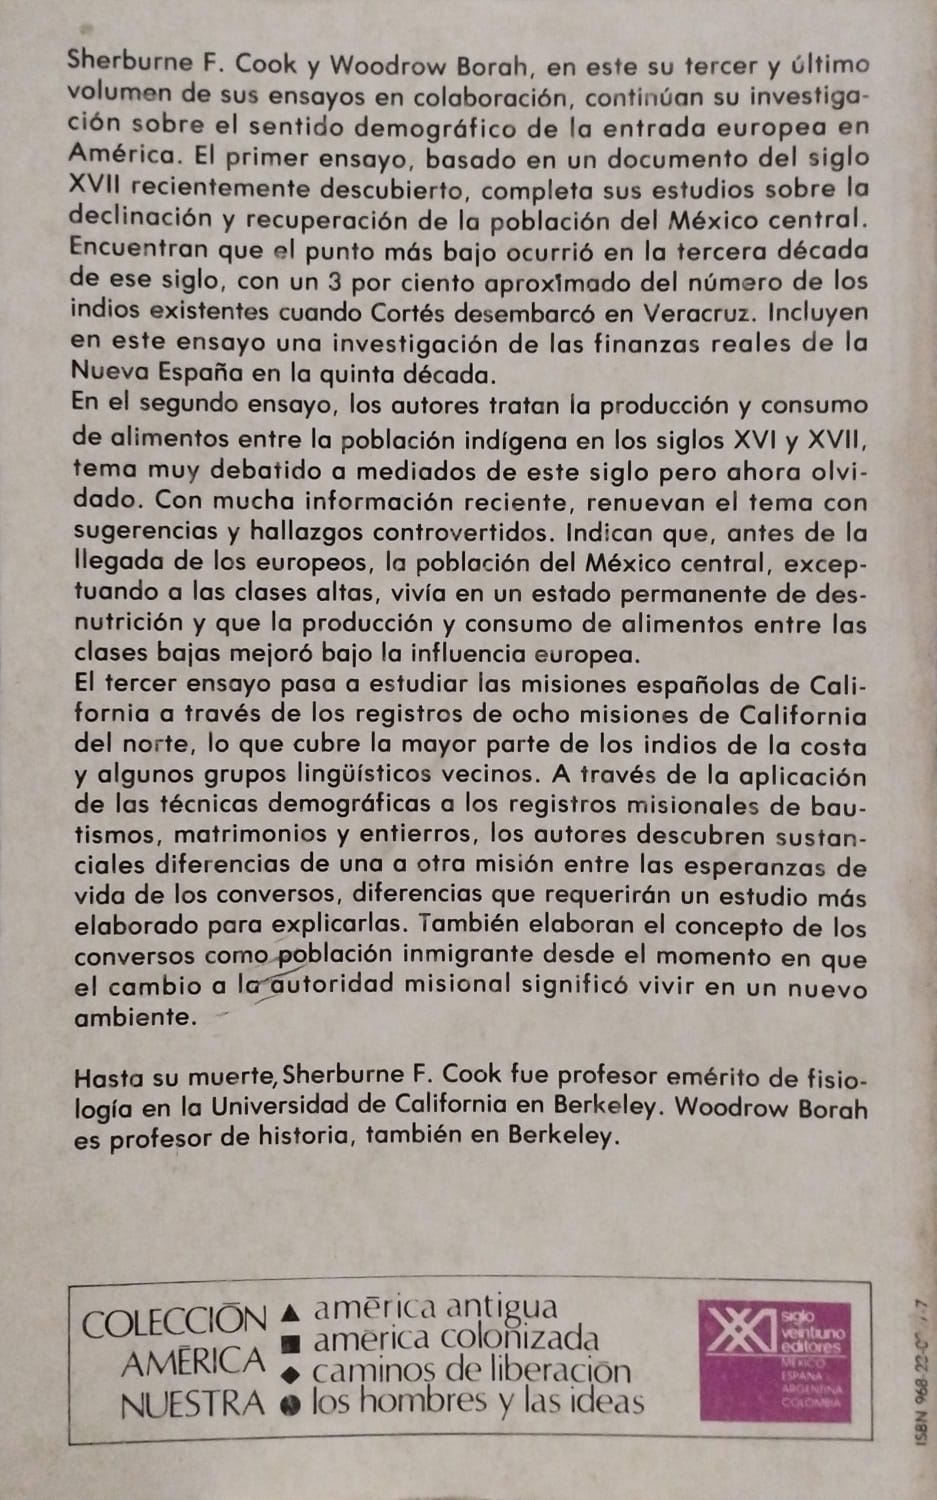 Sherburne F. Cook y Woodrow Borah, en este su tercer y último
volumen de sus ensayos en colaboración, continúan su investiga-
ción sobre el sentido demográfico de la entrada europea en
América. El primer ensayo, basado en un documento del siglo
XVII recientemente descubierto, completa sus estudios sobre la
declinación y recuperación de la población del México central.
Encuentran que el punto más bajo ocurrió en la tercera década
de ese siglo, con un 3 por ciento aproximado del número de los
indios existentes cuando Cortés desembarcó en Veracruz. Incluyen
en este ensayo una investigación de las finanzas reales de la
Nueva España en la quinta década.
En el segundo ensayo, los autores tratan la producción y consumo
de alimentos entre la población indígena en los siglos XVI y XVII,
tema muy debatido a mediados de este siglo pero ahora olvi-
dado. Con mucha información reciente, renuevan el tema con
sugerencias y hallazgos controvertidos. Indican que, antes de la
llegada de los europeos, la población del México central, excep-
tuando a las clases altas, vivía en un estado permanente de des-
nutrición y que la producción y consumo de alimentos entre las
clases bajas mejoró bajo la influencia europea.
El tercer ensayo pasa a estudiar las misiones españolas de Cali-
fornia a través de los registros de ocho misiones de California
del norte, lo que cubre la mayor parte de los indios de la costa
y algunos grupos lingüísticos vecinos. A través de la aplicación
de las técnicas demográficas a los registros misionales de bau-
tismos, matrimonios y entierros, los autores descubren sustan-
ciales diferencias de una a otra misión entre las esperanzas de
vida de los conversos, diferencias que requerirán un estudio más
elaborado para explicarlas. También elaboran el concepto de los
conversos como población inmigrante desde el momento en que
el cambio a la autoridad misional significó vivir en un nuevo
ambiente.
Hasta su muerte, Sherburne F. Cook fue profesor emérito de fisio-
logía en la Universidad de California en Berkeley. Woodrow Borah
es profesor de historia, también en Berkeley.
COLECCIÓN
AMÉRICA
NUESTRA
▲ américa antigua
■ américa colonizada
◆ caminos de liberación
● los hombres y las ideas
siglo
veintiuno
editores
MÉXICO
ESPAÑA
ARGENTINA
COLOMBIA
ISBN 968-22-